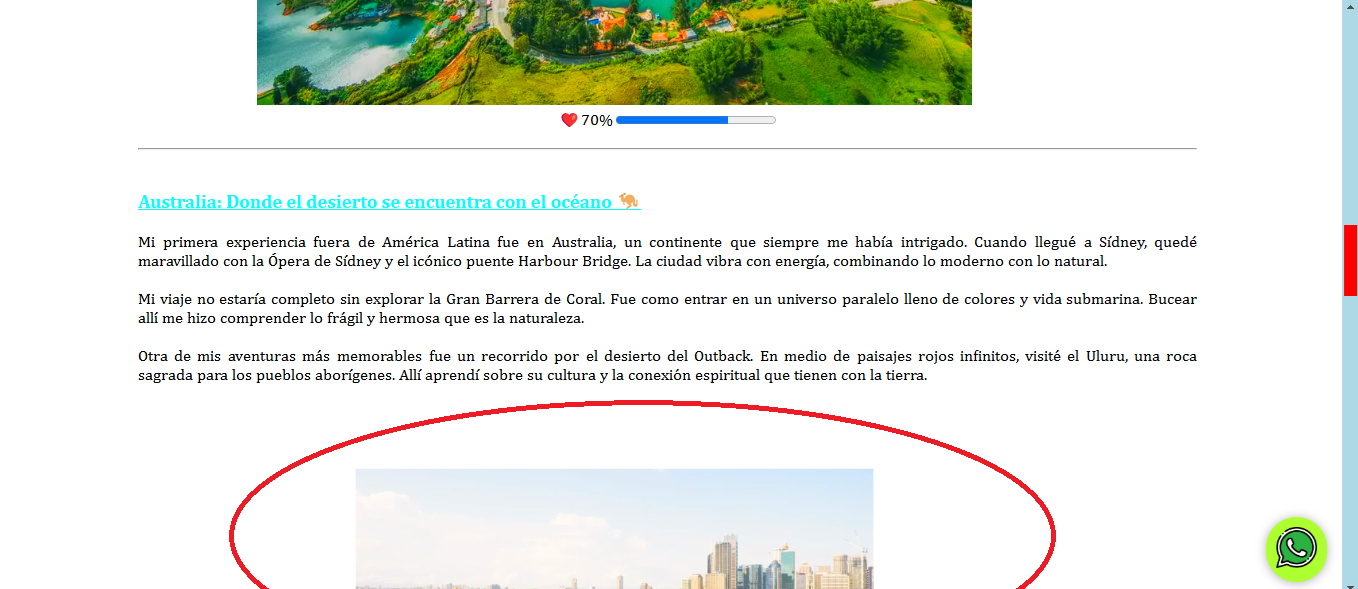 70%
Australia: Donde el desierto se encuentra con el océano
Mi primera experiencia fuera de América Latina fue en Australia, un continente que siempre me había intrigado. Cuando llegué a Sídney, quedé
maravillado con la Ópera de Sídney y el icónico puente Harbour Bridge. La ciudad vibra con energía, combinando lo moderno con lo natural.
Mi viaje no estaría completo sin explorar la Gran Barrera de Coral. Fue como entrar en un universo paralelo lleno de colores y vida submarina. Bucear
allí me hizo comprender lo frágil y hermosa que es la naturaleza.
Otra de mis aventuras más memorables fue un recorrido por el desierto del Outback. En medio de paisajes rojos infinitos, visité el Uluru, una roca
sagrada para los pueblos aborígenes. Allí aprendí sobre su cultura y la conexión espiritual que tienen con la tierra.